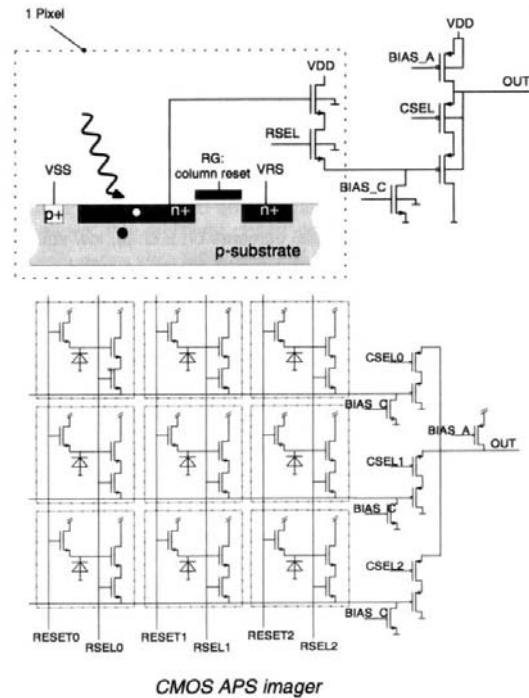 1 Pixel
VDD
BIAS_A
OUT
VDD
CSEL
RSEL
RG:
column reset
VSS
VRS
BIAS_C
p+
n+
n+
p-substrate
CSEL0
BIAS_C
BIAS_A
OUT
CSEL1
BIAS_C
CSEL2
BIAS_C
RESET0
RESET1
RESET2
RSEL0
RSEL1
RSEL2
CMOS APS imager